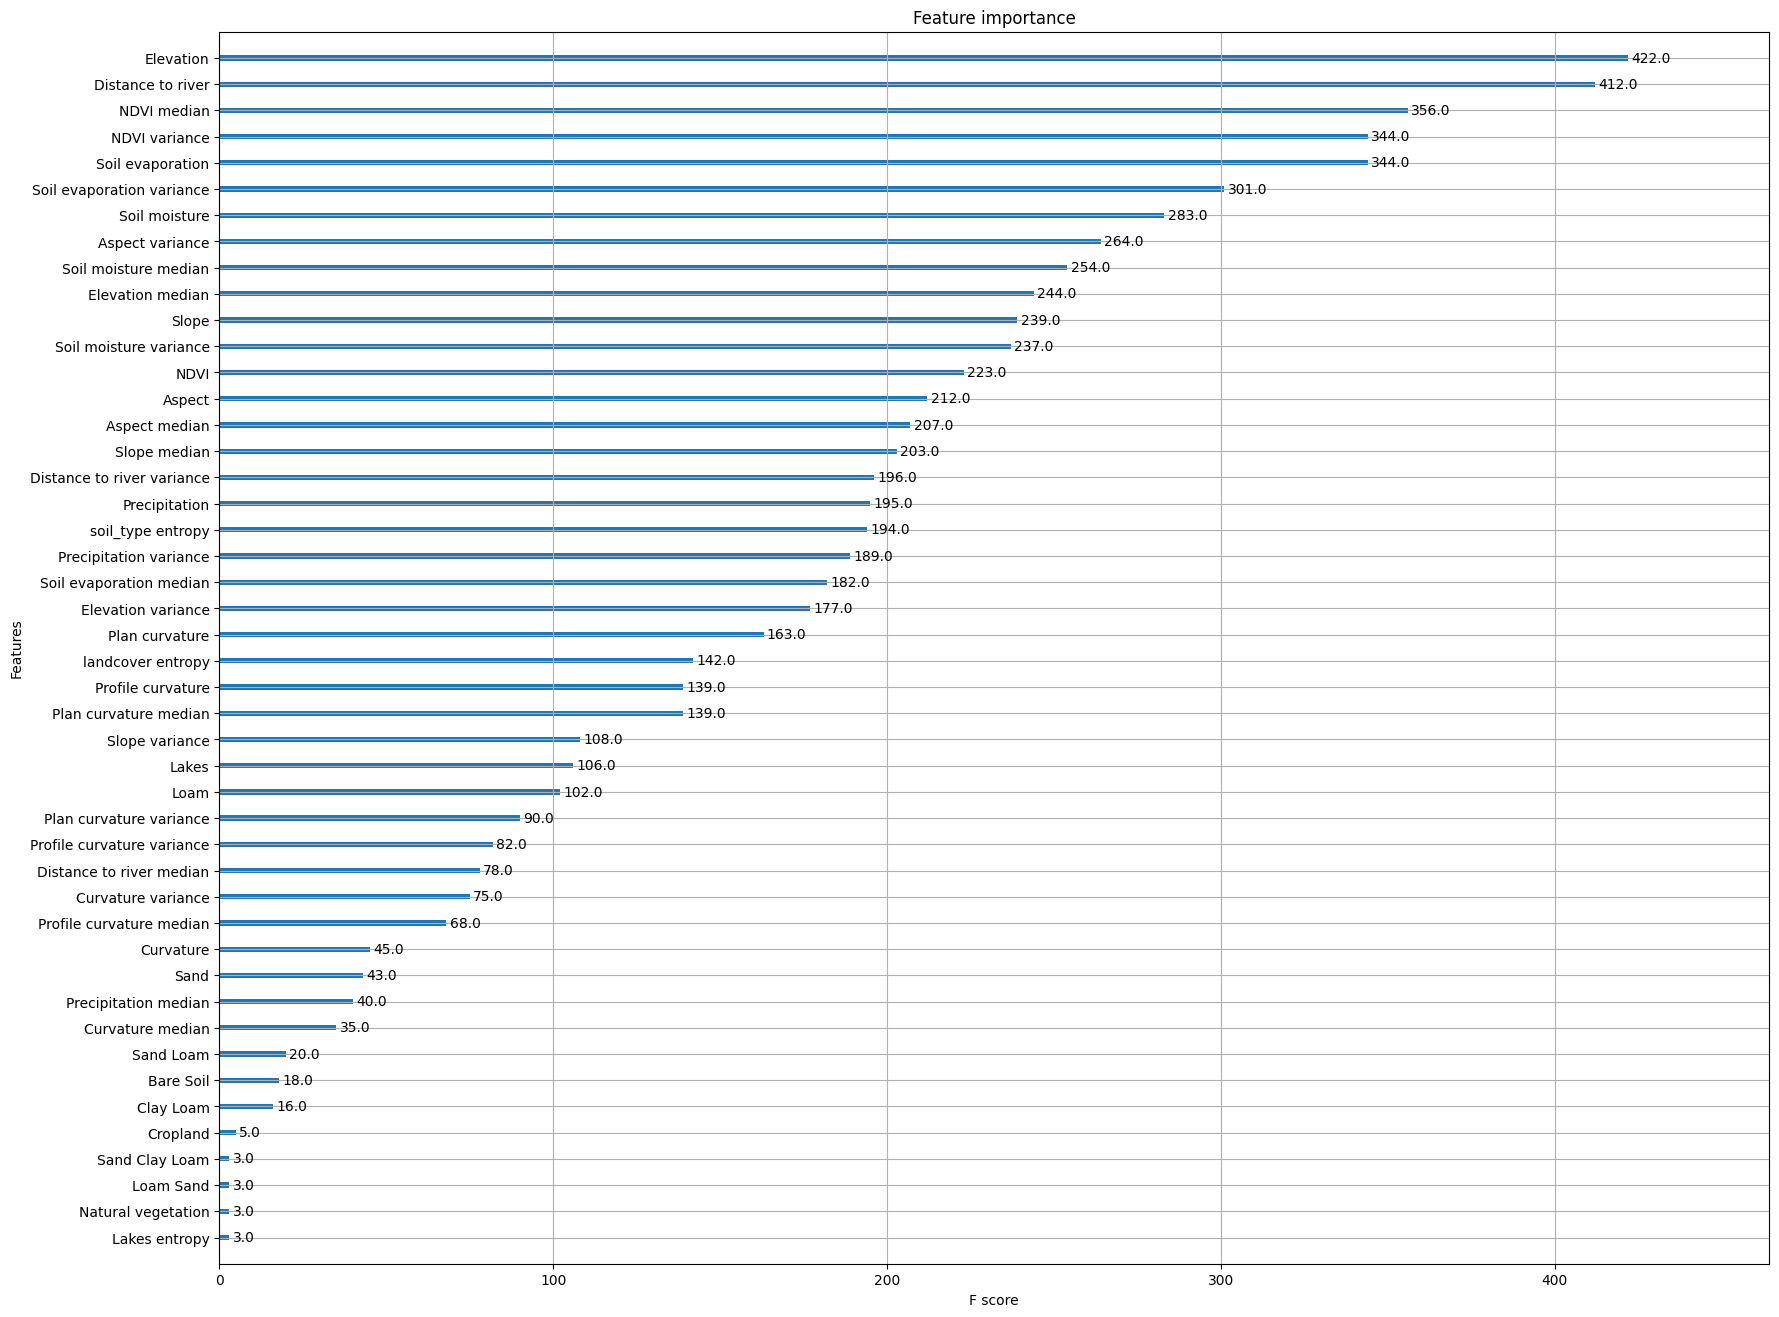 Feature importance
Elevation 422.0
Distance to river 412.0
NDVI median 356.0
NDVI variance 344.0
Soil evaporation 344.0
Soil evaporation variance 301.0
Soil moisture 283.0
Aspect variance 264.0
Soil moisture median 254.0
Elevation median 244.0
Slope 239.0
Soil moisture variance 237.0
NDVI 223.0
Aspect 212.0
Aspect median 207.0
Slope median 203.0
Distance to river variance 196.0
Precipitation 195.0
soil_type entropy 194.0
Precipitation variance 189.0
Soil evaporation median 182.0
Elevation variance 177.0
Plan curvature 163.0
landcover entropy 142.0
Profile curvature 139.0
Plan curvature median 139.0
Slope variance 108.0
Lakes 106.0
Loam 102.0
Plan curvature variance 90.0
Profile curvature variance 82.0
Distance to river median 78.0
Curvature variance 75.0
Profile curvature median 68.0
Curvature 45.0
Sand 43.0
Precipitation median 40.0
Curvature median 35.0
Sand Loam 20.0
Bare Soil 18.0
Clay Loam 16.0
Cropland 5.0
Sand Clay Loam 3.0
Loam Sand 3.0
Natural vegetation 3.0
Lakes entropy 3.0
Features
0 100 200 300 400
F score